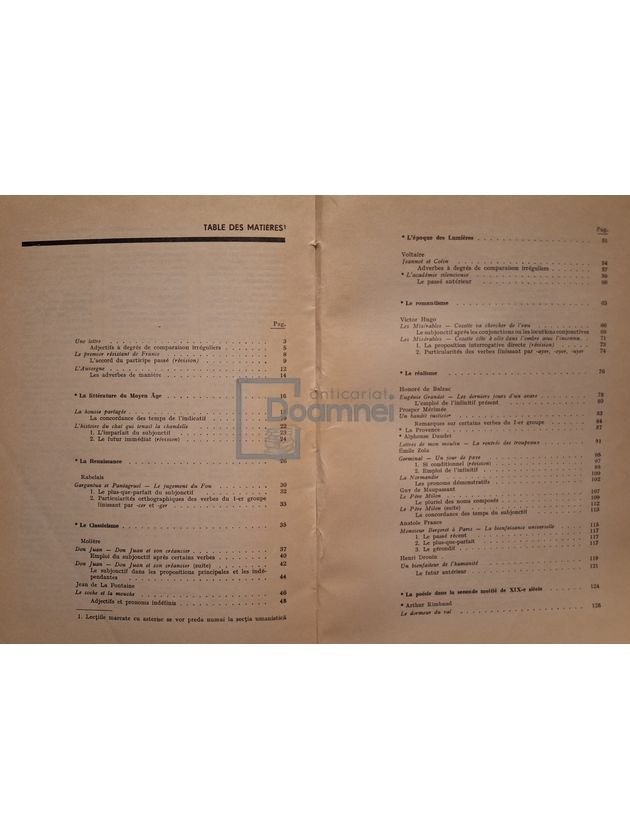 TABLE DES MATIÈRES¹
Pag.
Une lettre 3
Adjectifs à degrés de comparaison irréguliers 5
Le premier résistant de France 8
L'accord du participe passé (révision) 9
L'Auvergne 12
Les adverbes de manière 14
* La littérature du Moyen Âge 16
La housse partagée
La concordance des temps de l'indicatif 19
L'histoire du chat qui tenait la chandelle 22
1. L'imparfait du subjonctif 23
2. Le futur immédiat (révision) 24
* La Renaissance 26
Rabelais
Gargantua et Pantagruel — Le jugement du Fou 30
1. Le plus-que-parfait du subjonctif 32
2. Particularités orthographiques des verbes du I-er groupe
finissant par -cer et -ger 33
* Le Classicisme 35
Molière
Don Juan — Don Juan et son créancier 37
Emploi du subjonctif après certains verbes 40
Don Juan — Don Juan et son créancier (suite) 42
Le subjonctif dans les propositions principales et les indé-
pendantes 44
Jean de La Fontaine
Le coche et la mouche 46
Adjectifs et pronoms indéfinis 48
1. Lecţiile marcate cu asterisc se vor preda numai la secţia umanistică
Pag.
* L'époque des Lumières 51
Voltaire
Jeannot et Colin 54
Adverbes à degrés de comparaison irréguliers 57
* L'académie silencieuse 59
Le passé antérieur 60
* Le romantisme 63
Victor Hugo
Les Misérables — Cosette va chercher de l'eau 66
Le subjonctif après les conjonctions ou les locutions conjonctives 69
Les Misérables — Cosette côte à côte dans l'ombre avec l'inconnu 71
1. La proposition interrogative directe (révision) 73
2. Particularités des verbes finissant par -ayer, -oyer, -uyer 74
* Le réalisme 76
Honoré de Balzac
Eugénie Grandet — Les derniers jours d'un avare 78
L'emploi de l'infinitif présent 80
Prosper Mérimée
Un bandit 83
Remarques sur certains verbes du I-er groupe 84
* La Provence 87
* Alphonse Daudet
Lettres de mon moulin — La rentrée des troupeaux 91
Emile Zola
Germinal — Un jour de paye 95
1. Si conditionnel (révision) 97
2. Emploi de l'infinitif 98
La Normandie 100
Les pronoms démonstratifs 102
Guy de Maupassant
Le Père Milon 107
Le pluriel des noms composés 109
Le Père Milon (suite) 112
La concordance des temps du subjonctif 113
Anatole France
Monsieur Bergeret à Paris — La bienfaisance universelle 115
1. Le passé récent 117
2. Le plus-que-parfait 117
3. Le gérondif
Henri Drouin
Un bienfaiteur de l'humanité 119
Le futur antérieur 121
* La poésie dans la seconde moitié de XIX-e siècle 124
* Arthur Rimbaud
Le dormeur du val 126
anticariat
Doamnei